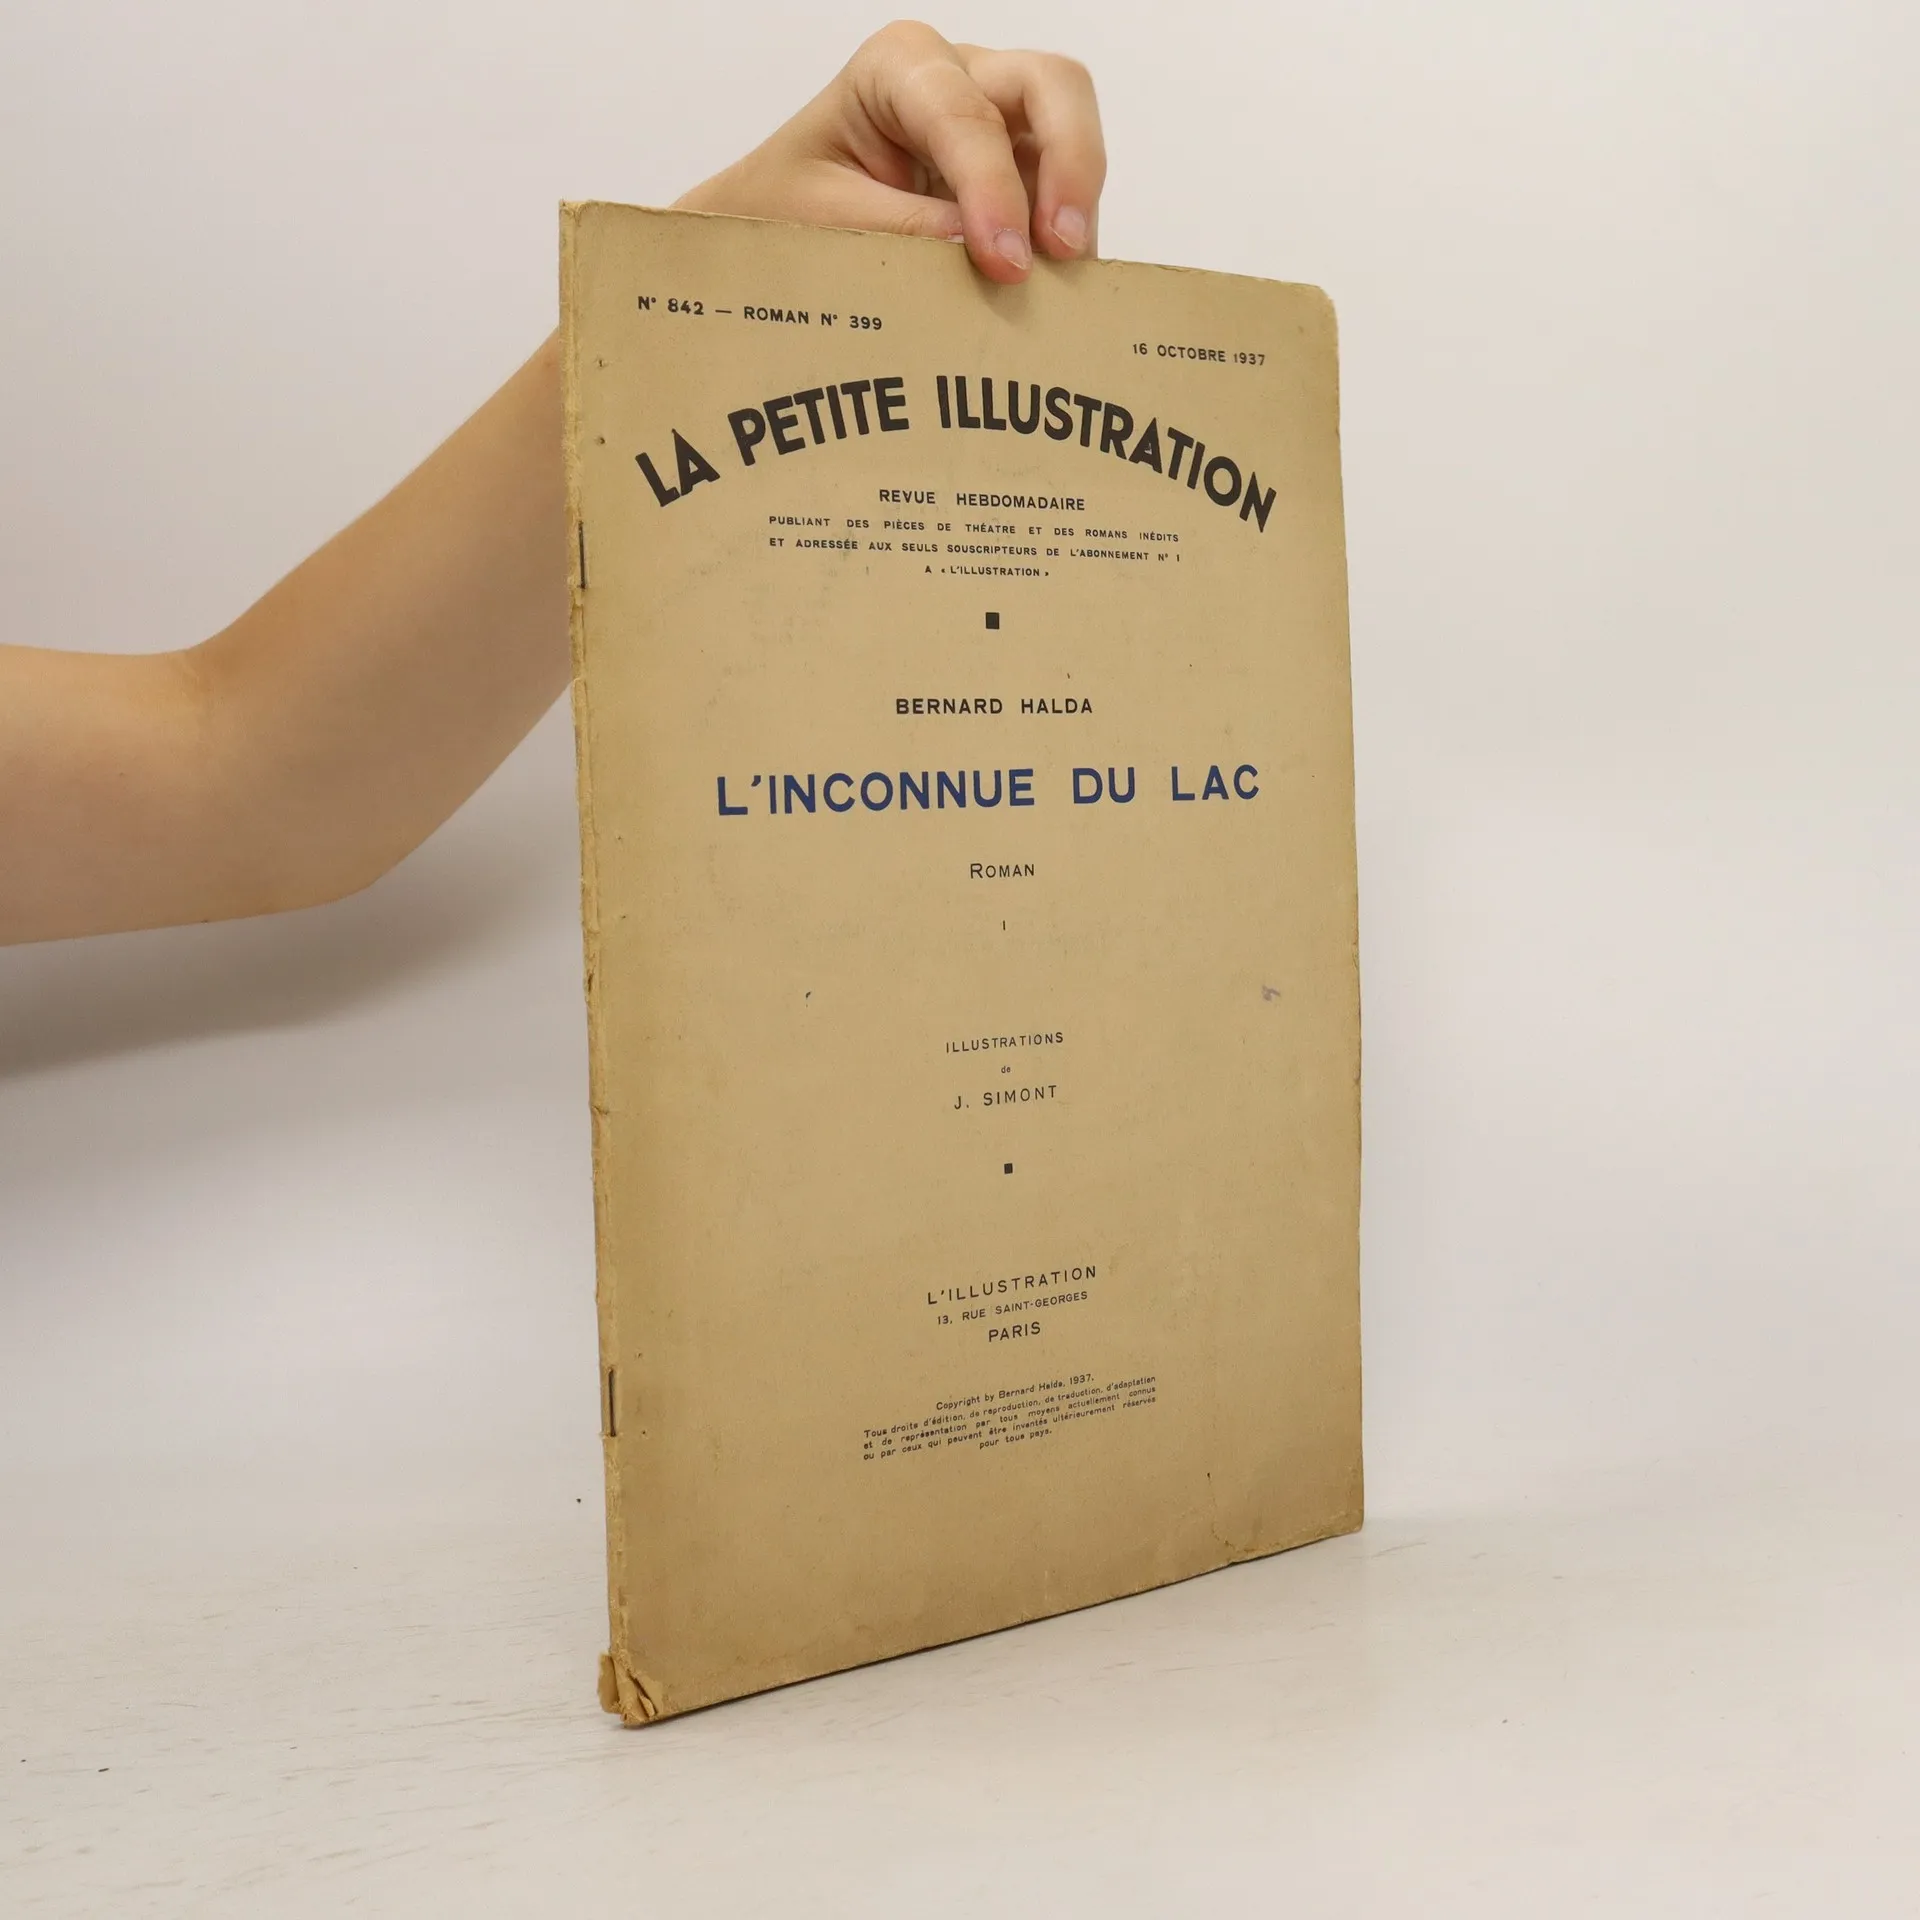 N° 842 — ROMAN N° 399
16 OCTOBRE 1937
LA PETITE ILLUSTRATION
REVUE HEBDOMADAIRE
PUBLIANT DES PIÈCES DE THÉATRE ET DES ROMANS INÉDITS
ET ADRESSÉE AUX SEULS SOUSCRIPTEURS DE L'ABONNEMENT N° 1
A « L'ILLUSTRATION »
BERNARD HALDA
L'INCONNUE DU LAC
ROMAN
I
ILLUSTRATIONS
de
J. SIMONT
L'ILLUSTRATION
13, RUE SAINT-GEORGES
PARIS
Copyright by Bernard Halda, 1937.
Tous droits d'édition, de reproduction, de traduction, d'adaptation
et de représentation par tous moyens actuellement connus
ou par ceux qui peuvent être inventés ultérieurement réservés
pour tous pays.